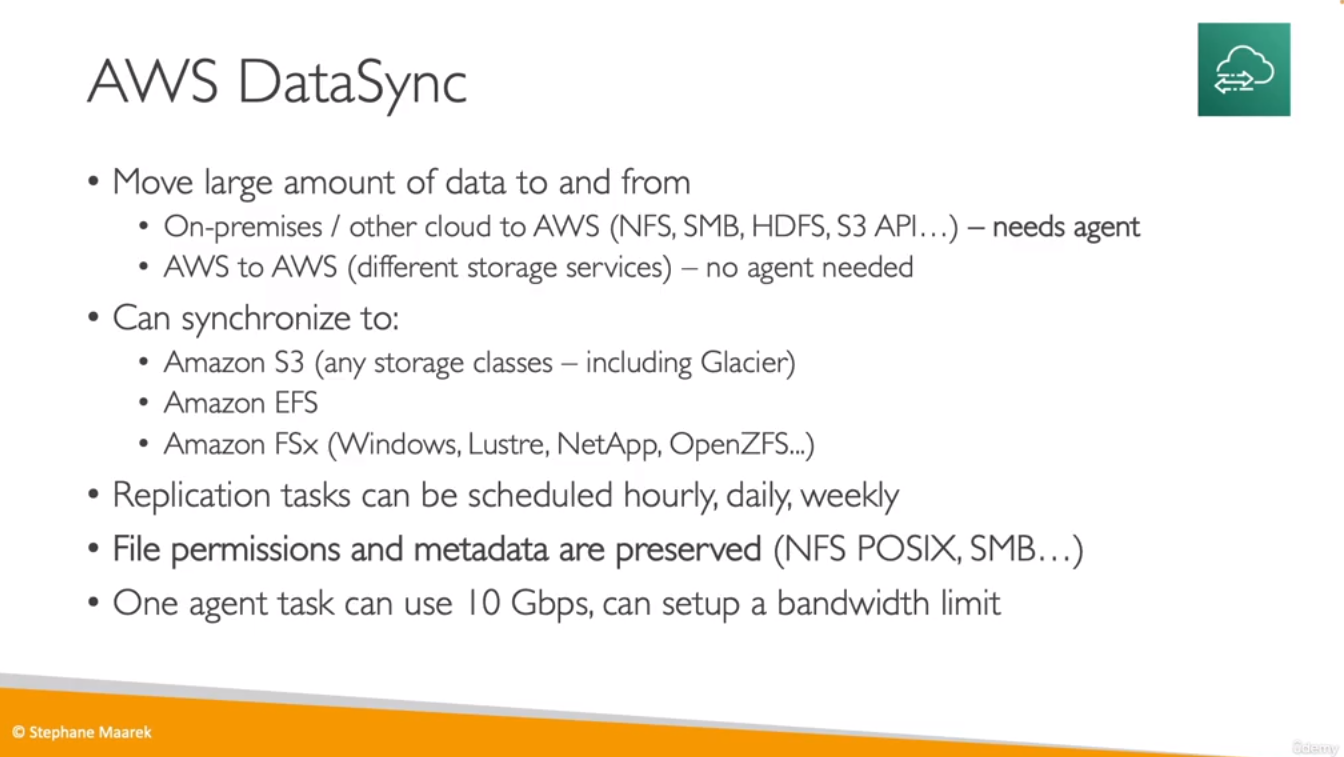 AWS DataSync
• Move large amount of data to and from
• On-premises / other cloud to AWS (NFS, SMB, HDFS, S3 API…) – needs agent
• AWS to AWS (different storage services) – no agent needed
• Can synchronize to:
• Amazon S3 (any storage classes – including Glacier)
• Amazon EFS
• Amazon FSx (Windows, Lustre, NetApp, OpenZFS...)
• Replication tasks can be scheduled hourly, daily, weekly
• File permissions and metadata are preserved (NFS POSIX, SMB…)
• One agent task can use 10 Gbps, can setup a bandwidth limit
© Stephane Maarek
ûdemy